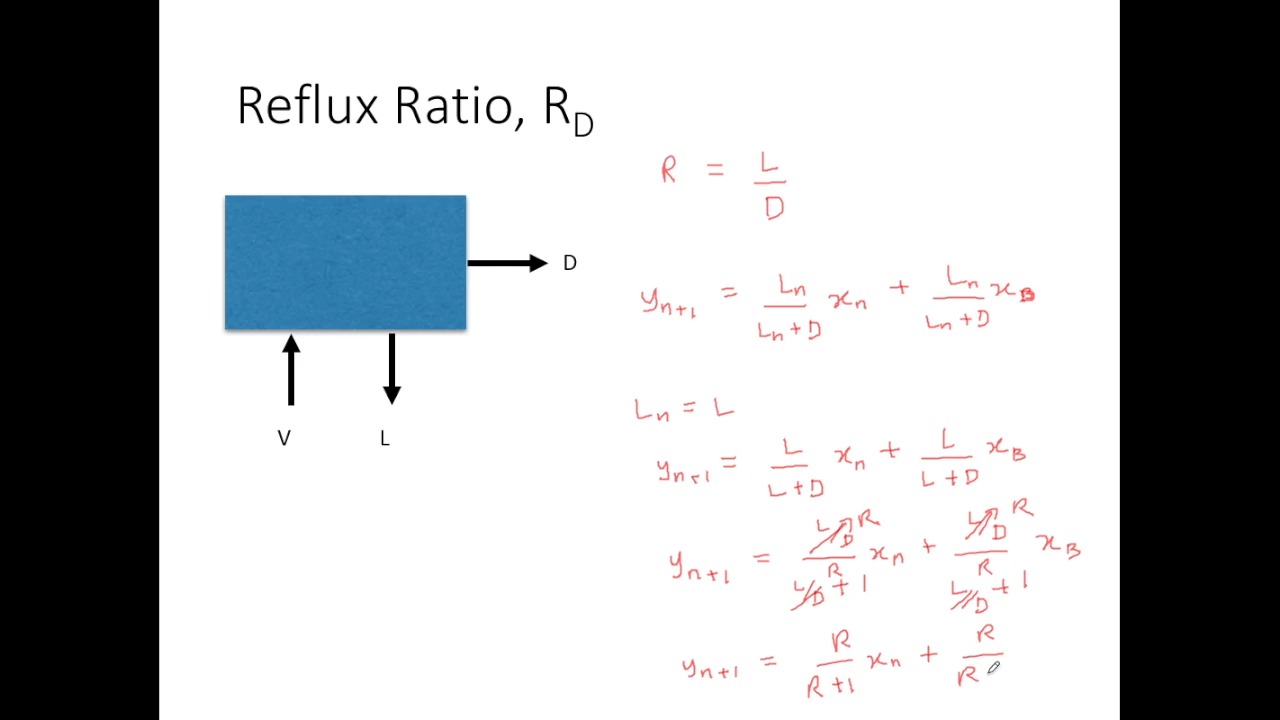 Reflux Ratio, R_D
R = L/D
D
y_{n+1} = L_n/(L_n+D) x_n + L_n/(L_n+D) x_B
V L
L_n = L
y_{n+1} = L/(L+D) x_n + L/(L+D) x_B
y_{n+1} = (L/D R)/(L/D R + 1) x_n + (L/D R)/(L/D R + 1) x_B
y_{n+1} = R/(R+1) x_n + R/R